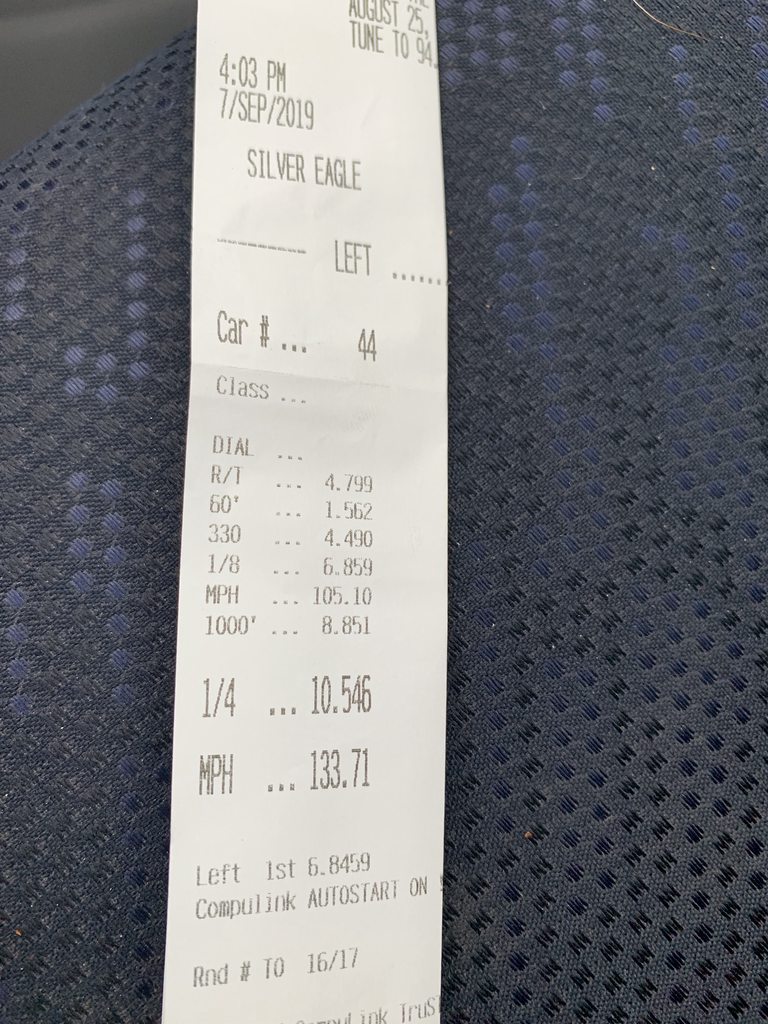 AUGUST 25,
TUNE TO 94.
4:03 PM
7/SEP/2019
SILVER EAGLE
------- LEFT .......
Car # ... 44
Class ...
DIAL ...
R/T ... 4.799
60' ... 1.562
330 ... 4.490
1/8 ... 6.859
MPH ... 105.10
1000' ... 8.851
1/4 ... 10.546
MPH ... 133.71
Left 1st 6.8459
Compulink AUTOSTART ON
Rnd # TO 16/17
CompuLink TruST